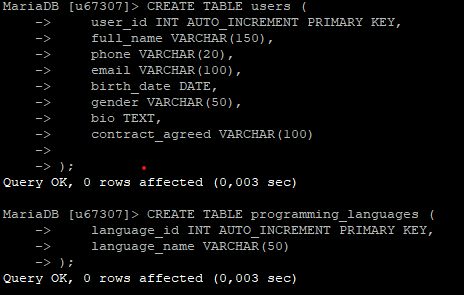 MariaDB [u67307]> CREATE TABLE users (
    ->     user_id INT AUTO_INCREMENT PRIMARY KEY,
    ->     full_name VARCHAR(150),
    ->     phone VARCHAR(20),
    ->     email VARCHAR(100),
    ->     birth_date DATE,
    ->     gender VARCHAR(50),
    ->     bio TEXT,
    ->     contract_agreed VARCHAR(100)
    ->
    -> );
Query OK, 0 rows affected (0,003 sec)
MariaDB [u67307]> CREATE TABLE programming_languages (
    ->     language_id INT AUTO_INCREMENT PRIMARY KEY,
    ->     language_name VARCHAR(50)
    -> );
Query OK, 0 rows affected (0,003 sec)